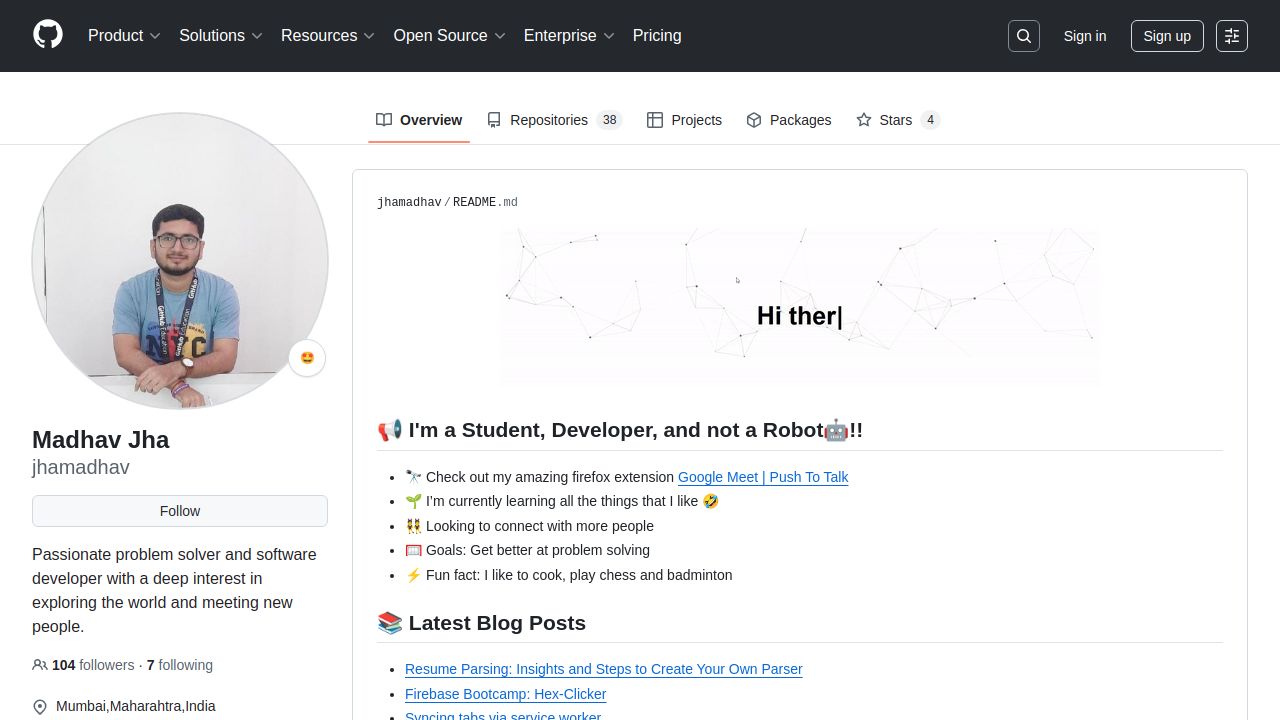 Product Solutions Resources Open Source Enterprise Pricing Sign in Sign up
Overview Repositories 38 Projects Packages Stars 4
jhamadhav/README.md
Hi ther|
Madhav Jha
jhamadhav
Follow
Passionate problem solver and software
developer with a deep interest in
exploring the world and meeting new
people.
104 followers · 7 following
Mumbai,Maharahtra,India
📢 I'm a Student, Developer, and not a Robot🤖!!
🔭 Check out my amazing firefox extension Google Meet | Push To Talk
🌱 I'm currently learning all the things that I like 🤣
👯 Looking to connect with more people
🥅 Goals: Get better at problem solving
⚡ Fun fact: I like to cook, play chess and badminton
📚 Latest Blog Posts
Resume Parsing: Insights and Steps to Create Your Own Parser
Firebase Bootcamp: Hex-Clicker
Syncing tabs via service worker